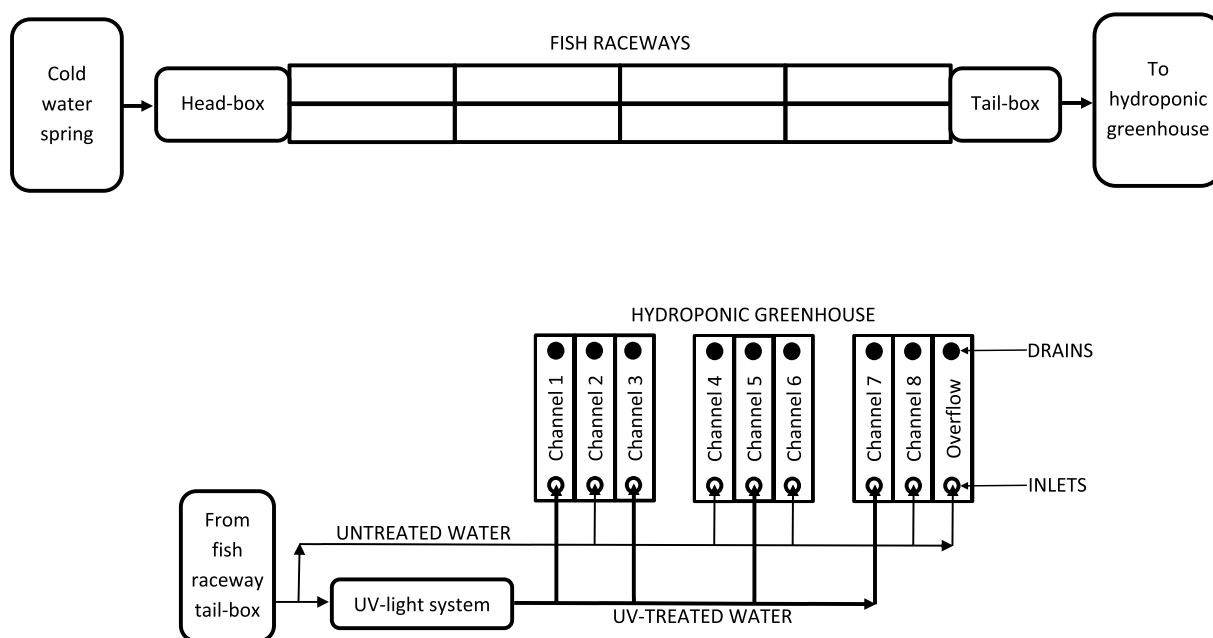 FISH RACEWAYS
Cold
water
spring
Head-box
Tail-box
To
hydroponic
greenhouse
HYDROPONIC GREENHOUSE
Channel 1
Channel 2
Channel 3
Channel 4
Channel 5
Channel 6
Channel 7
Channel 8
Overflow
DRAINS
INLETS
From
fish
raceway
tail-box
UNTREATED WATER
UV-light system
UV-TREATED WATER